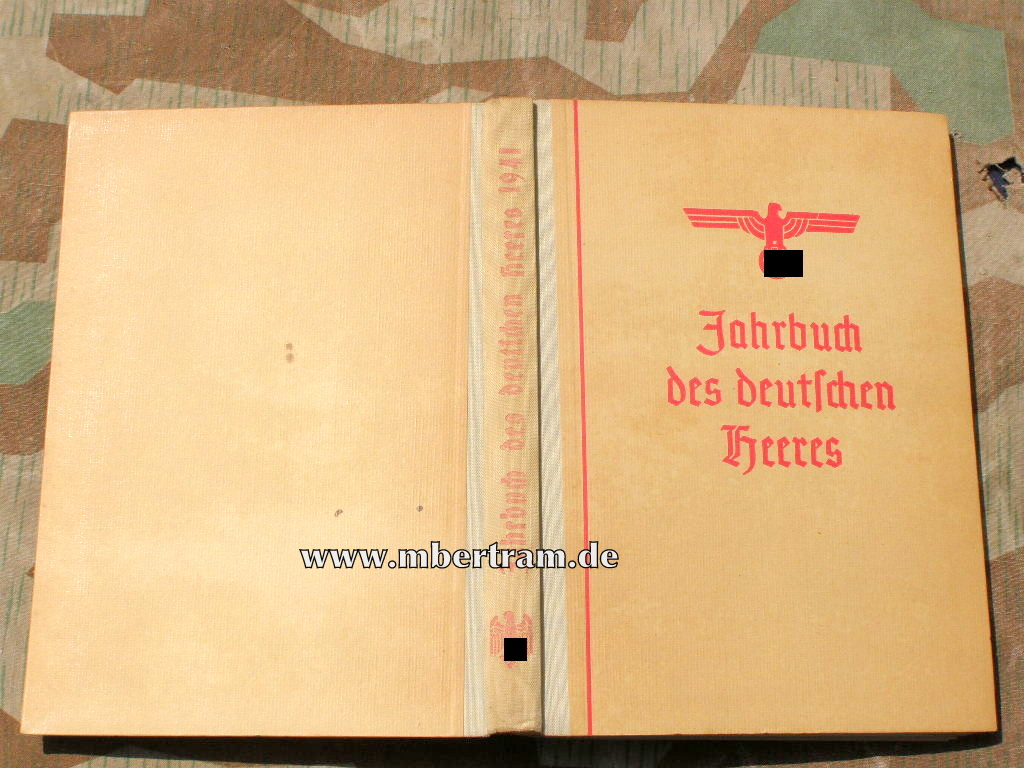 Jahrbuch des deutschen Heeres 1941
Jahrbuch
des deutschen
Heeres
www.mbertram.de